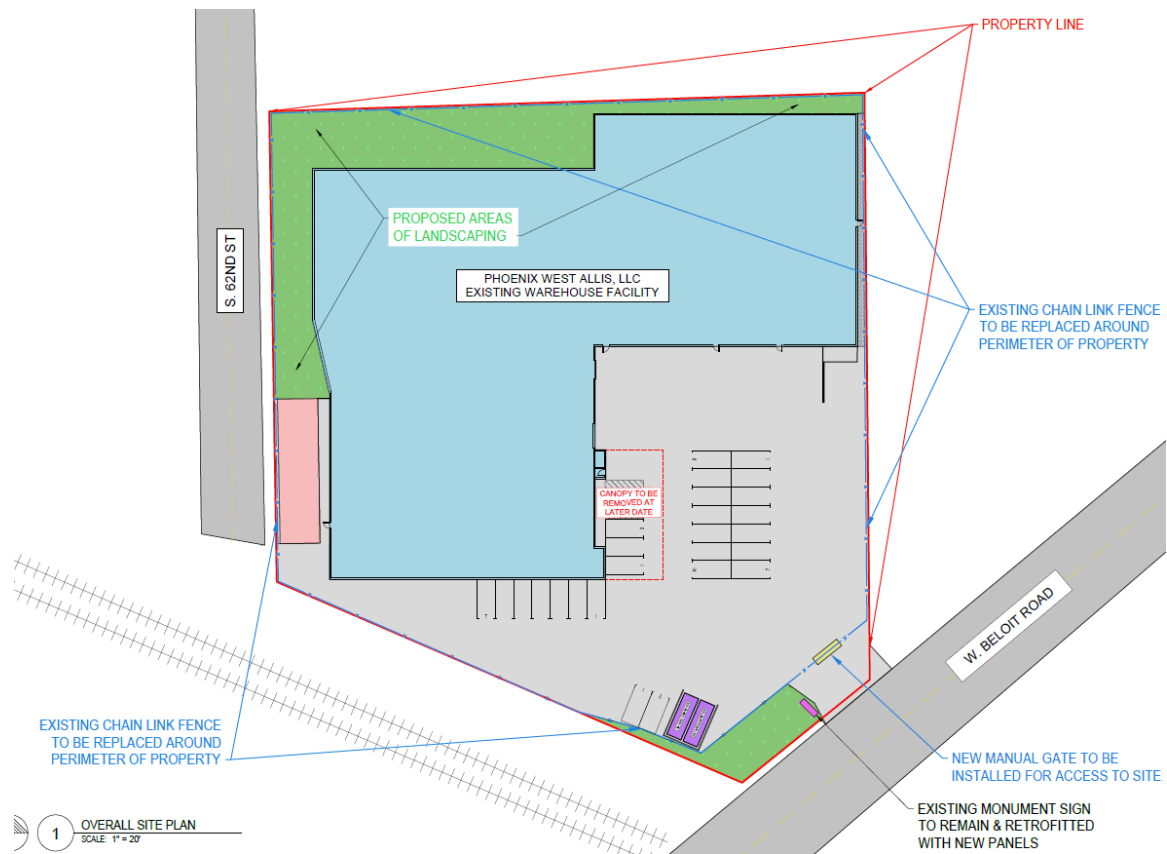 PROPERTY LINE
S. 62ND ST
PROPOSED AREAS
OF LANDSCAPING
PHOENIX WEST ALLIS, LLC
EXISTING WAREHOUSE FACILITY
EXISTING CHAIN LINK FENCE
TO BE REPLACED AROUND
PERIMETER OF PROPERTY
CANOPY TO BE
REMOVED AT
LATER DATE
W. BELOIT ROAD
EXISTING CHAIN LINK FENCE
TO BE REPLACED AROUND
PERIMETER OF PROPERTY
NEW MANUAL GATE TO BE
INSTALLED FOR ACCESS TO SITE
EXISTING MONUMENT SIGN
TO REMAIN & RETROFITTED
WITH NEW PANELS
1
OVERALL SITE PLAN
SCALE: 1" = 20'